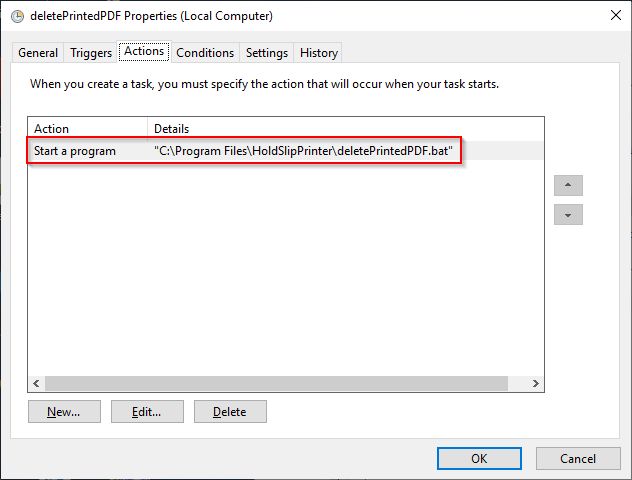 deletePrintedPDF Properties (Local Computer)
General Triggers Actions Conditions Settings History
When you create a task, you must specify the action that will occur when your task starts.
Action Details
Start a program "C:\Program Files\HoldSlipPrinter\deletePrintedPDF.bat"
New... Edit... Delete
OK Cancel